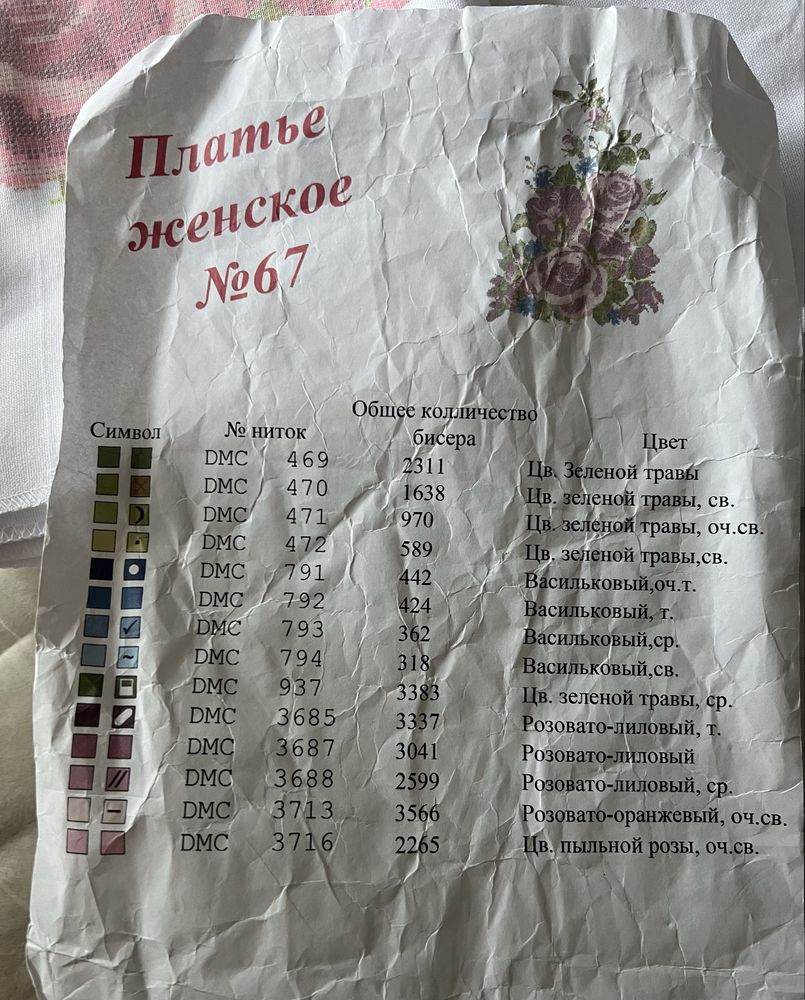 Платье
женское
№67
Символ № ниток Общее колличество бисера Цвет
DMC 469 2311 Цв. Зеленой травы
DMC 470 1638 Цв. зеленой травы, св.
DMC 471 970 Цв. зеленой травы, оч.св.
DMC 472 589 Цв. зеленой травы,св.
DMC 791 442 Васильковый,оч.т.
DMC 792 424 Васильковый, т.
DMC 793 362 Васильковый,ср.
DMC 794 318 Васильковый,св.
DMC 937 3383 Цв. зеленой травы, ср.
DMC 3685 3337 Розовато-лиловый, т.
DMC 3687 3041 Розовато-лиловый
DMC 3688 2599 Розовато-лиловый, ср.
DMC 3713 3566 Розовато-оранжевый, оч.св.
DMC 3716 2265 Цв. пыльной розы, оч.св.